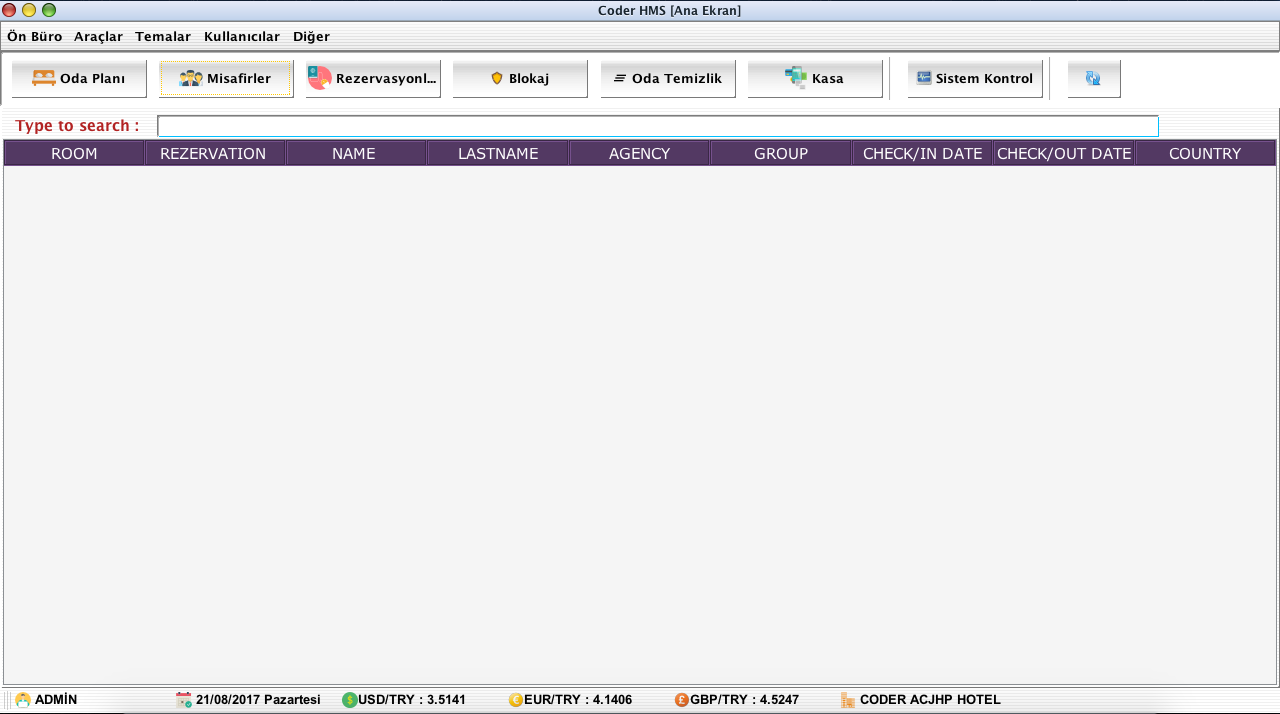 Coder HMS [Ana Ekran]
Ön Büro Araçlar Temalar Kullanıcılar Diğer
Oda Planı Misafirler Rezervasyonl... Blokaj Oda Temizlik Kasa Sistem Kontrol
Type to search :
ROOM REZERVATION NAME LASTNAME AGENCY GROUP CHECK/IN DATE CHECK/OUT DATE COUNTRY
ADMİN 21/08/2017 Pazartesi USD/TRY : 3.5141 EUR/TRY : 4.1406 GBP/TRY : 4.5247 CODER ACJHP HOTEL